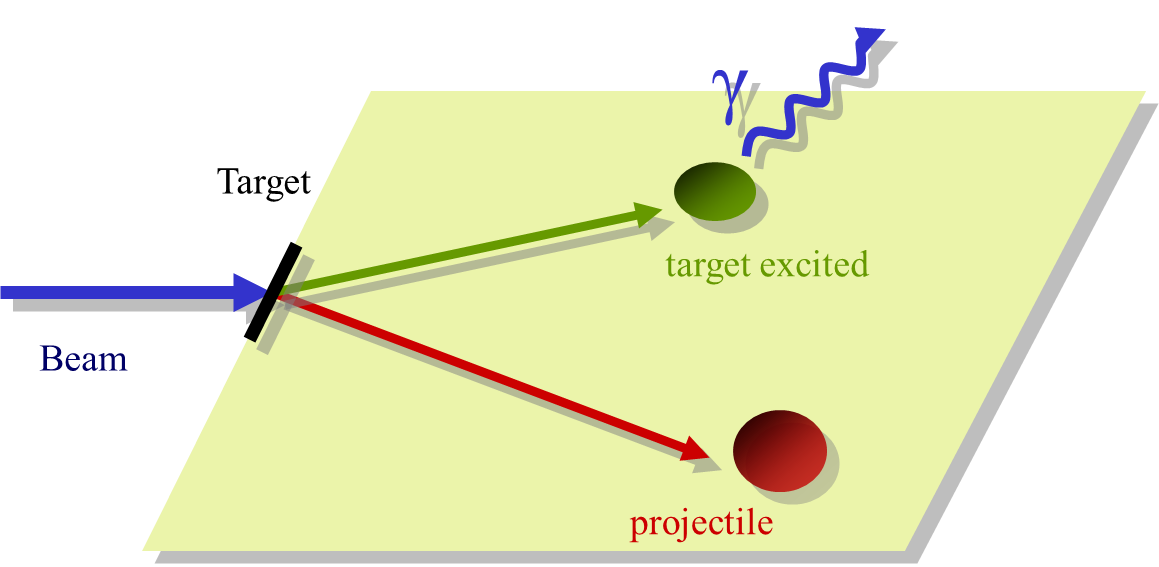 γ
Target
target excited
Beam
projectile